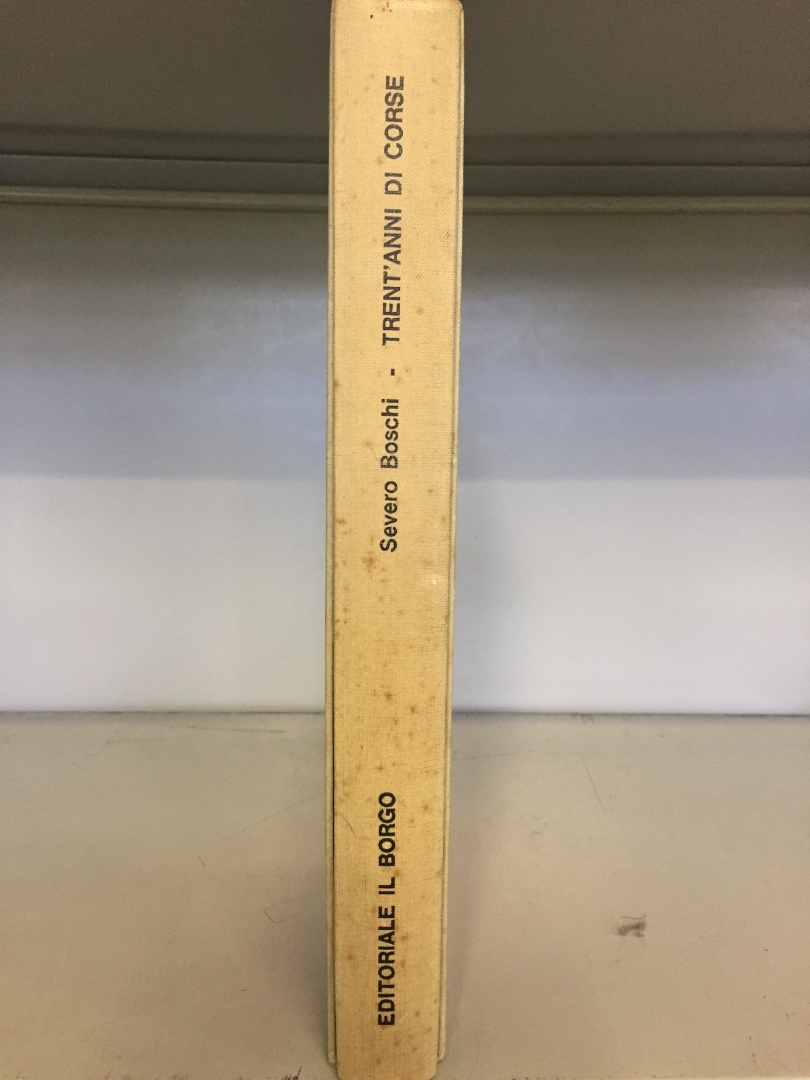 EDITORIALE IL BORGO Severo Boschi - TRENT'ANNI DI CORSE